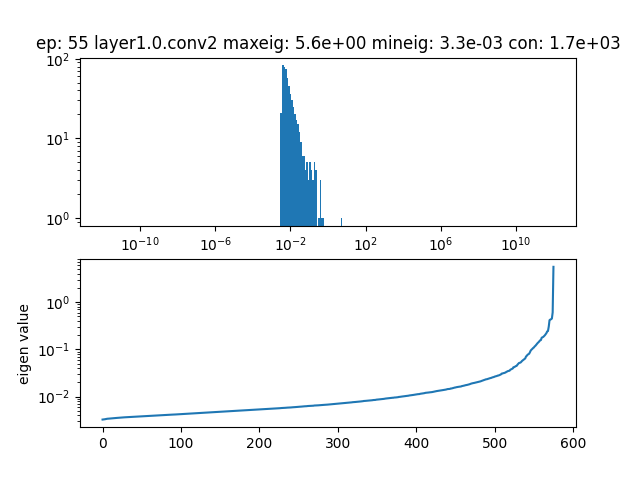 ep: 55 layer1.0.conv2 maxeig: 5.6e+00 mineig: 3.3e-03 con: 1.7e+03
10²
10¹
10⁰
10⁻¹⁰ 10⁻⁶ 10⁻² 10² 10⁶ 10¹⁰
eigen value
10⁰
10⁻¹
10⁻²
0 100 200 300 400 500 600